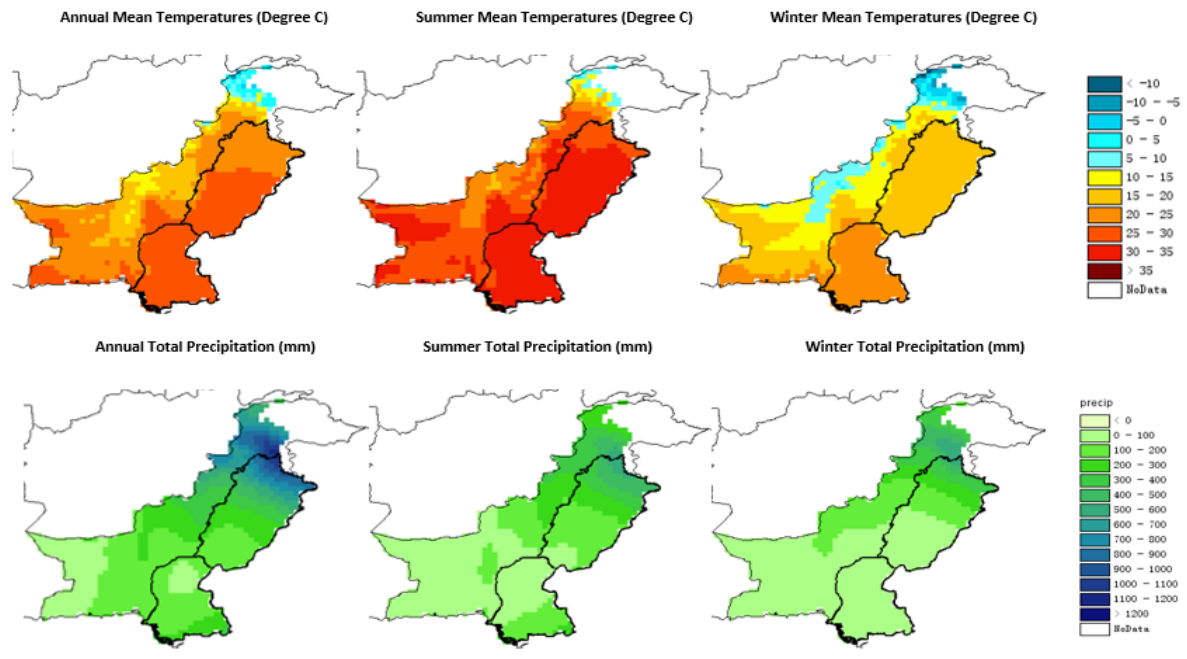 Annual Mean Temperatures (Degree C)
Summer Mean Temperatures (Degree C)
Winter Mean Temperatures (Degree C)
< -10
-10 - -5
-5 - 0
0 - 5
5 - 10
10 - 15
15 - 20
20 - 25
25 - 30
30 - 35
> 35
NoData
Annual Total Precipitation (mm)
Summer Total Precipitation (mm)
Winter Total Precipitation (mm)
precip
< 0
0 - 100
100 - 200
200 - 300
300 - 400
400 - 500
500 - 600
600 - 700
700 - 800
800 - 900
900 - 1000
1000 - 1100
1100 - 1200
> 1200
NoData